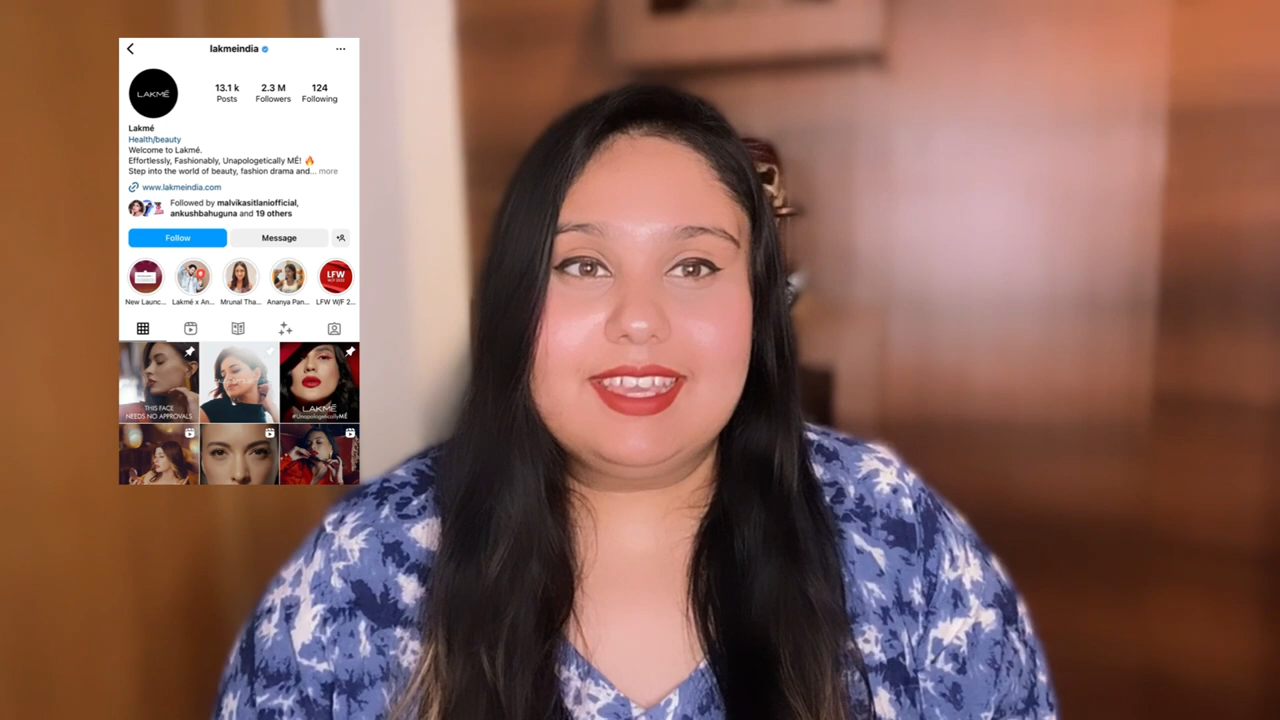 lakmeindia
LAKMĒ
13.1 k 2.3 M 124
Posts Followers Following
Lakmé
Health/beauty
Welcome to Lakmé.
Effortlessly, Fashionably, Unapologetically MÉ! 🔥
Step into the world of beauty, fashion drama and... more
www.lakmeindia.com
Followed by malvikasitlaniofficial,
ankushbahuguna and 19 others
Follow Message
LFW
New Launc... Lakmé x An... Mrunal Tha... Ananya Pan... LFW W/F 2...
THIS FACE
NEEDS NO APPROVALS
LAKMĒ
#UnapologeticallyMÉ